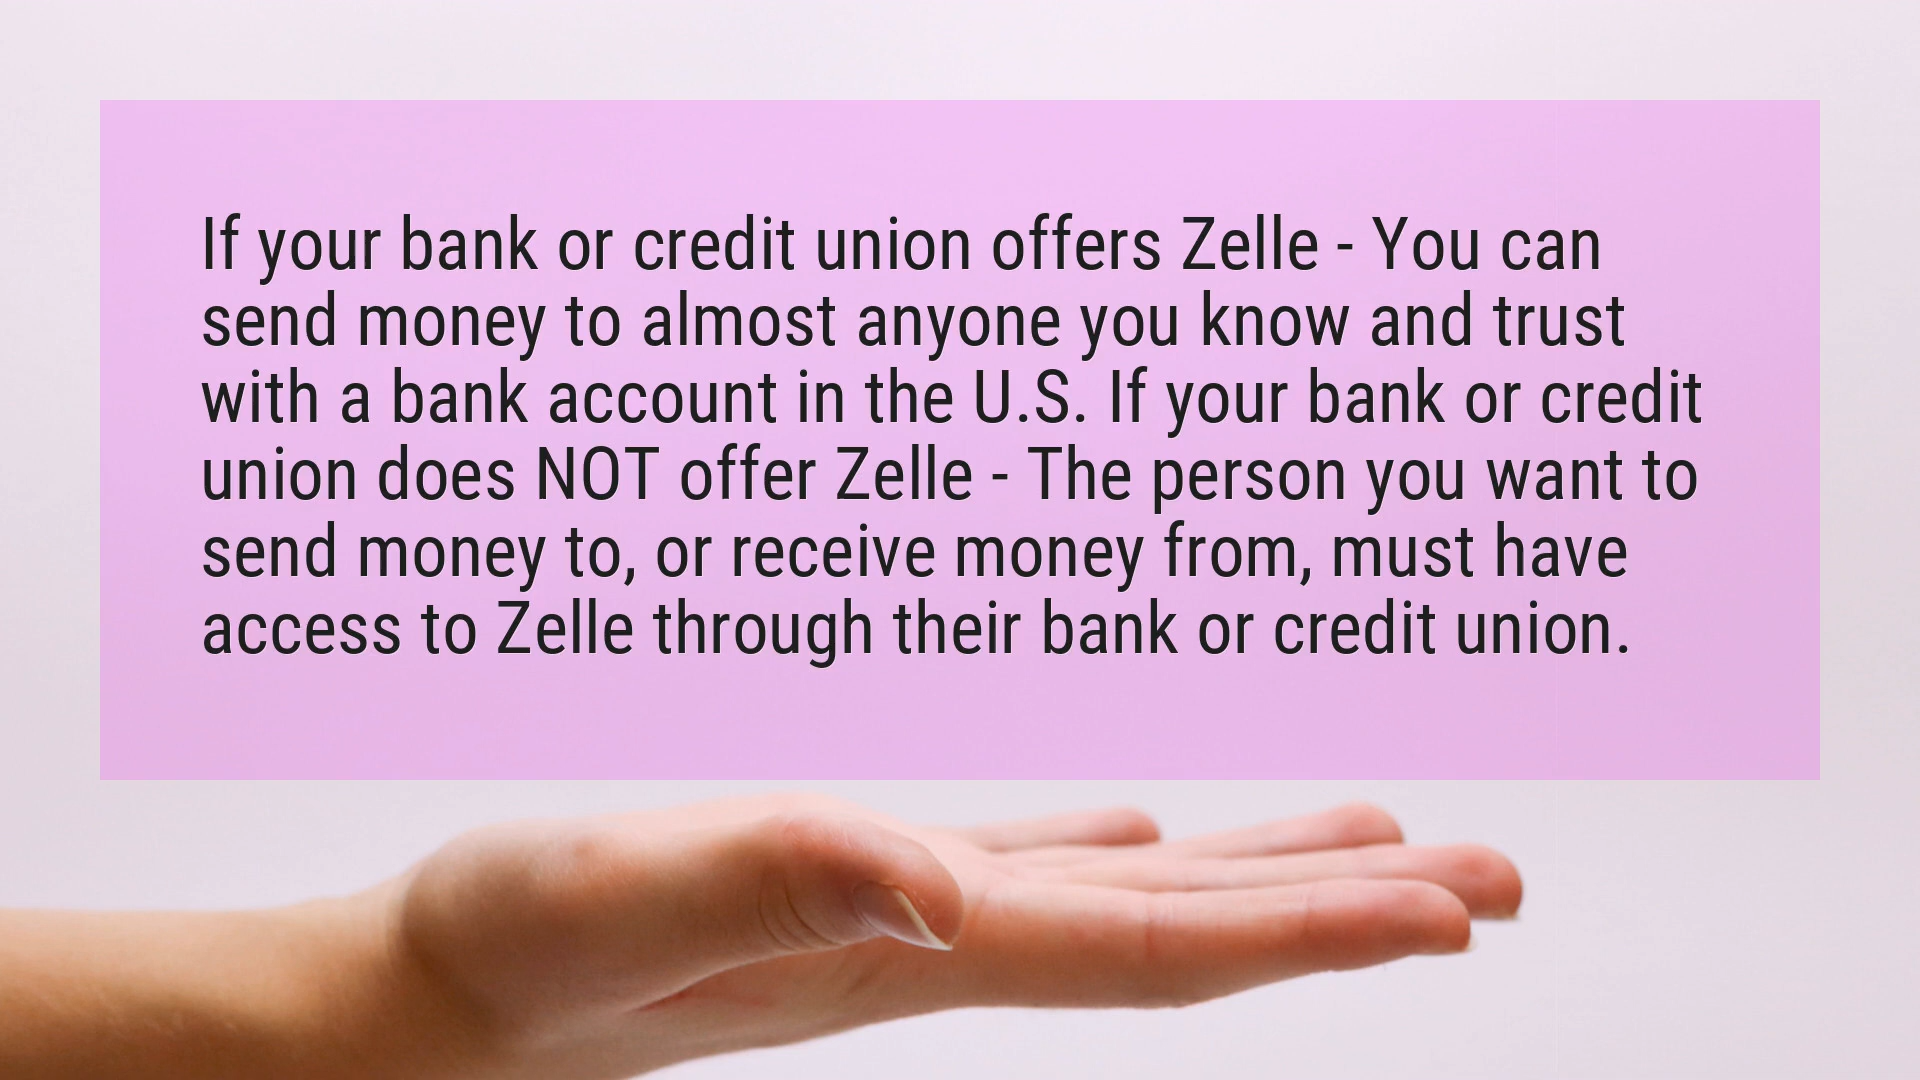 If your bank or credit union offers Zelle - You can
send money to almost anyone you know and trust
with a bank account in the U.S. If your bank or credit
union does NOT offer Zelle - The person you want to
send money to, or receive money from, must have
access to Zelle through their bank or credit union.